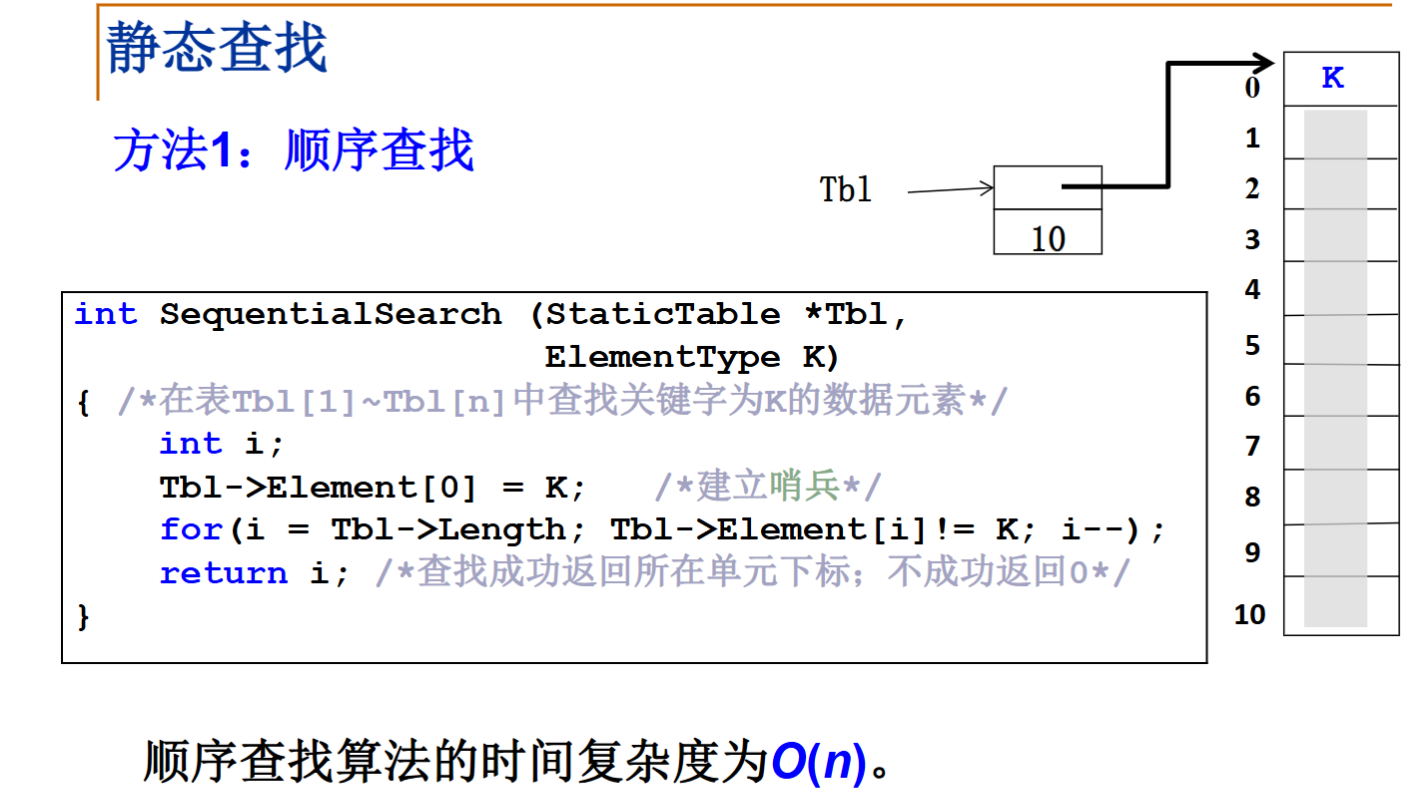 静态查找
方法1：顺序查找
Tbl
10
K
0
1
2
3
4
5
6
7
8
9
10
int SequentialSearch (StaticTable *Tbl,
ElementType K)
{ /*在表Tbl[1]~Tbl[n]中查找关键字为K的数据元素*/
int i;
Tbl->Element[0] = K; /*建立哨兵*/
for(i = Tbl->Length; Tbl->Element[i]!= K; i--);
return i; /*查找成功返回所在单元下标；不成功返回0*/
}
顺序查找算法的时间复杂度为O(n)。